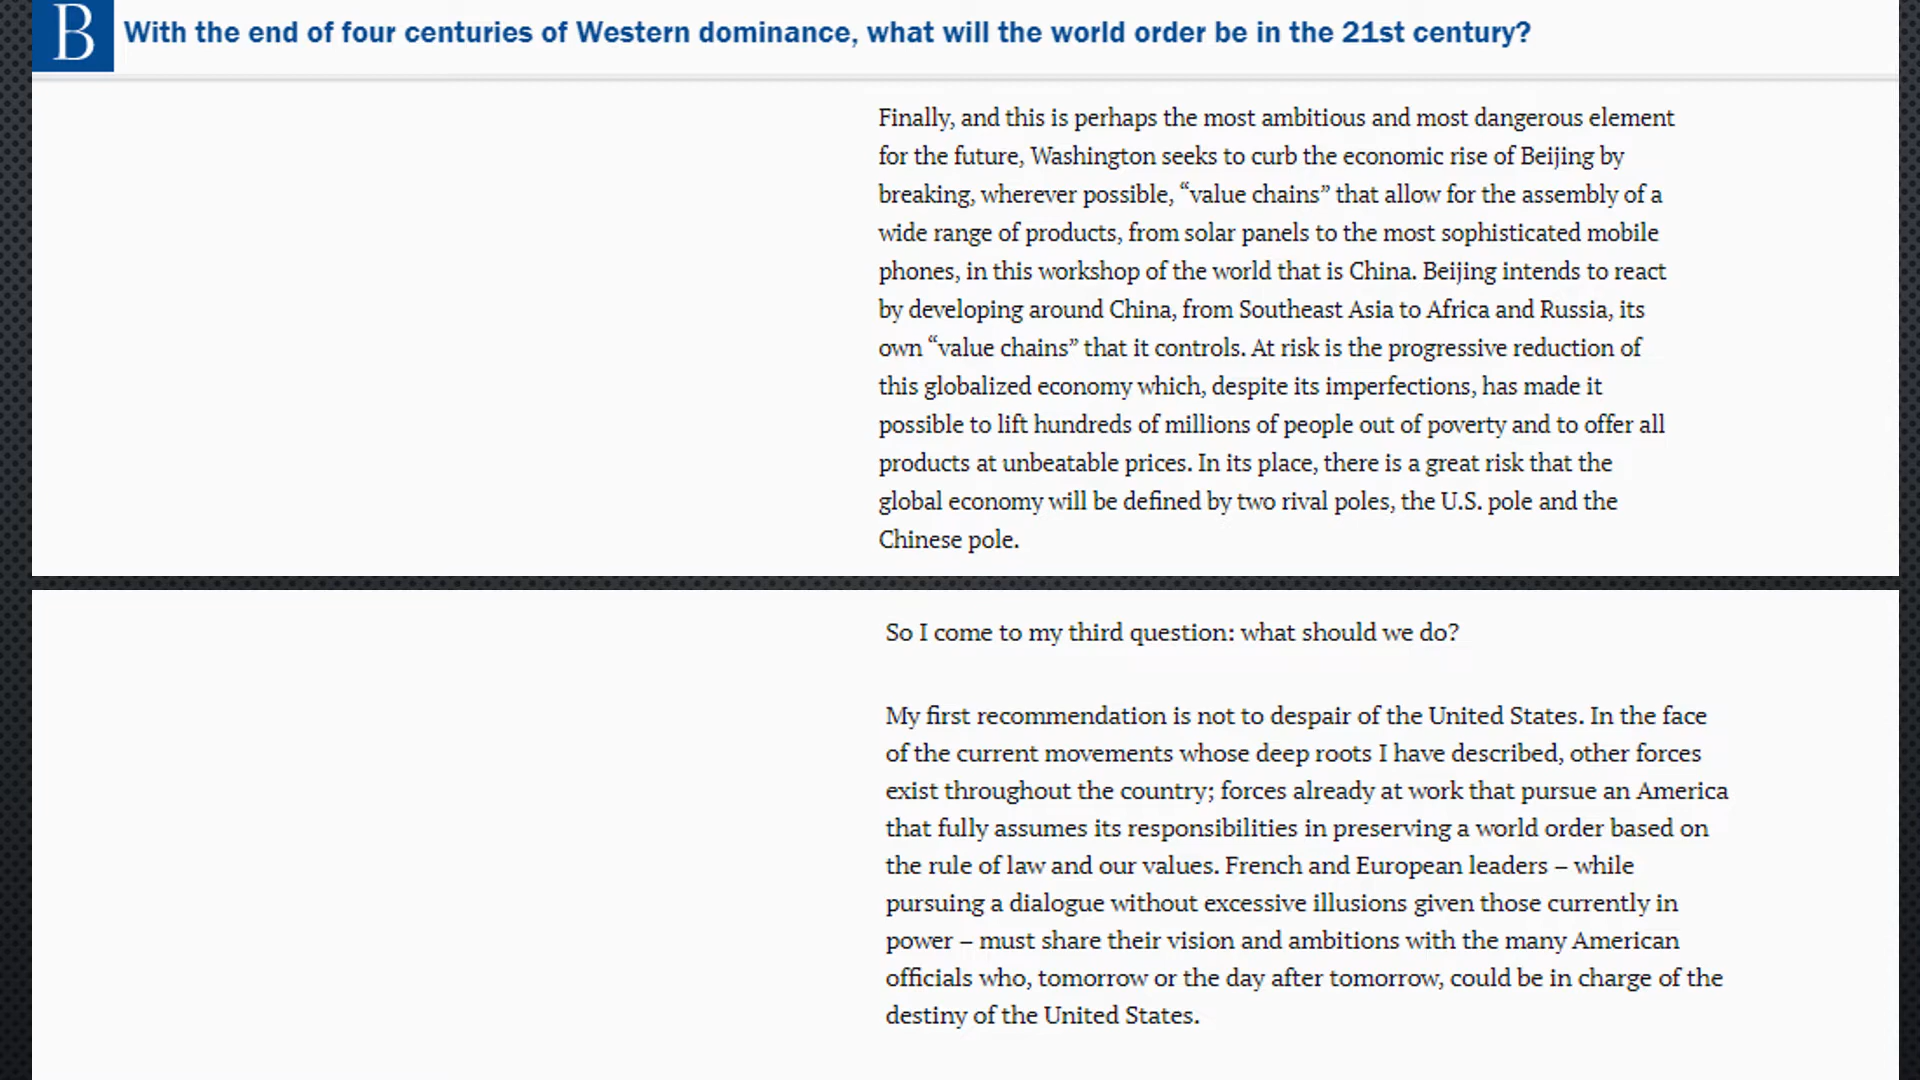 B
With the end of four centuries of Western dominance, what will the world order be in the 21st century?
Finally, and this is perhaps the most ambitious and most dangerous element
for the future, Washington seeks to curb the economic rise of Beijing by
breaking, wherever possible, “value chains” that allow for the assembly of a
wide range of products, from solar panels to the most sophisticated mobile
phones, in this workshop of the world that is China. Beijing intends to react
by developing around China, from Southeast Asia to Africa and Russia, its
own “value chains” that it controls. At risk is the progressive reduction of
this globalized economy which, despite its imperfections, has made it
possible to lift hundreds of millions of people out of poverty and to offer all
products at unbeatable prices. In its place, there is a great risk that the
global economy will be defined by two rival poles, the U.S. pole and the
Chinese pole.
So I come to my third question: what should we do?
My first recommendation is not to despair of the United States. In the face
of the current movements whose deep roots I have described, other forces
exist throughout the country; forces already at work that pursue an America
that fully assumes its responsibilities in preserving a world order based on
the rule of law and our values. French and European leaders – while
pursuing a dialogue without excessive illusions given those currently in
power – must share their vision and ambitions with the many American
officials who, tomorrow or the day after tomorrow, could be in charge of the
destiny of the United States.